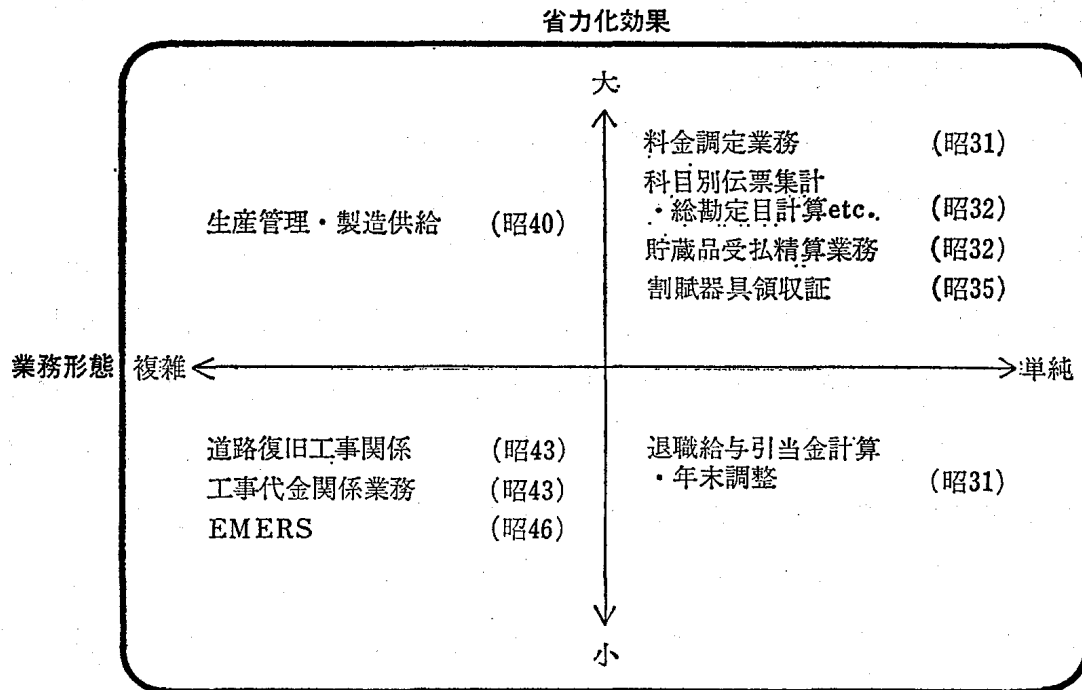 省力化効果
大
料金調定業務 (昭31)
科目別伝票集計
・総勘定目計算etc. (昭32)
生産管理・製造供給 (昭40)
貯蔵品受払精算業務 (昭32)
割賦器具領収証 (昭35)
業務形態 複雑 単純
道路復旧工事関係 (昭43)
退職給与引当金計算
・年末調整 (昭31)
工事代金関係業務 (昭43)
EMERS (昭46)
小